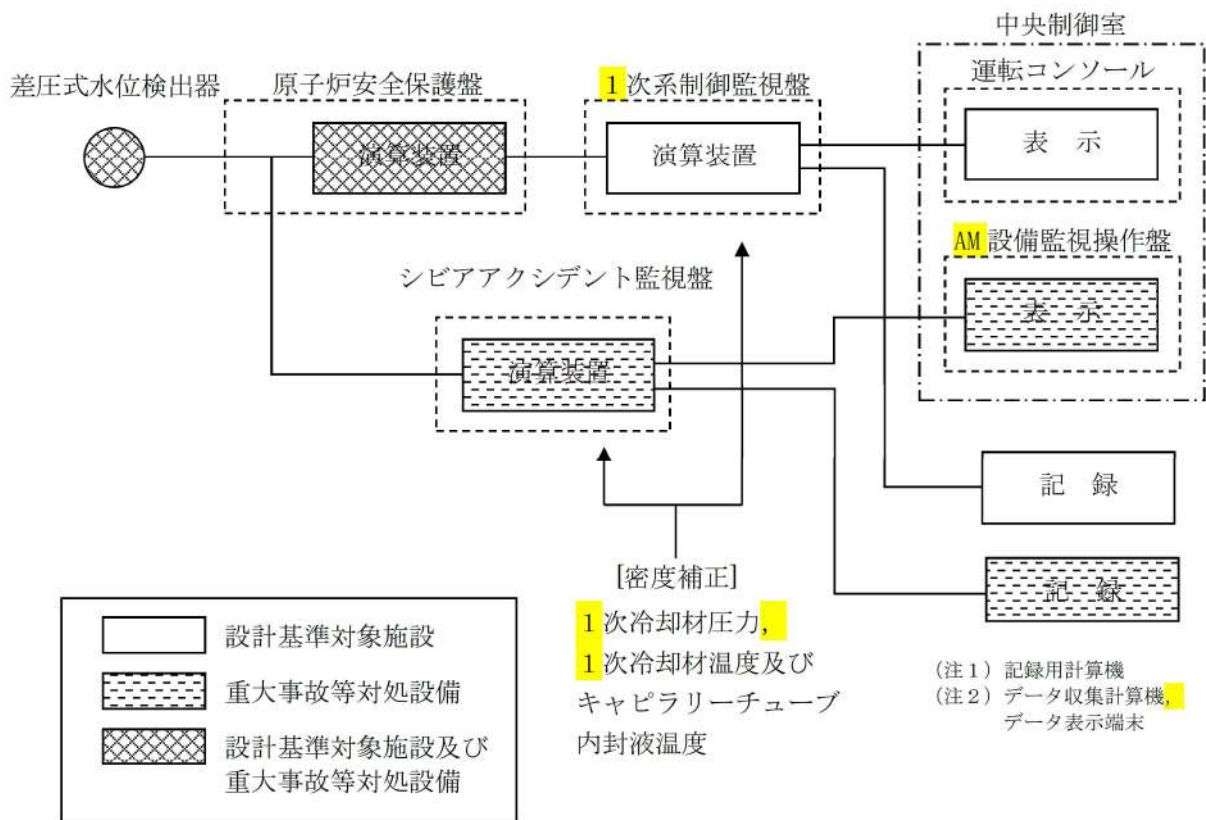 中央制御室
差圧式水位検出器
原子炉安全保護盤
1次系制御監視盤
運転コンソール
演算装置
演算装置
表　示
AM設備監視操作盤
シビアアクシデント監視盤
表　示
演算装置
記　録
[密度補正]
記　録
1次冷却材圧力,
1次冷却材温度及び
キャピラリーチューブ
内封液温度
設計基準対象施設
重大事故等対処設備
設計基準対象施設及び
重大事故等対処設備
（注１）記録用計算機
（注２）データ収集計算機,
データ表示端末